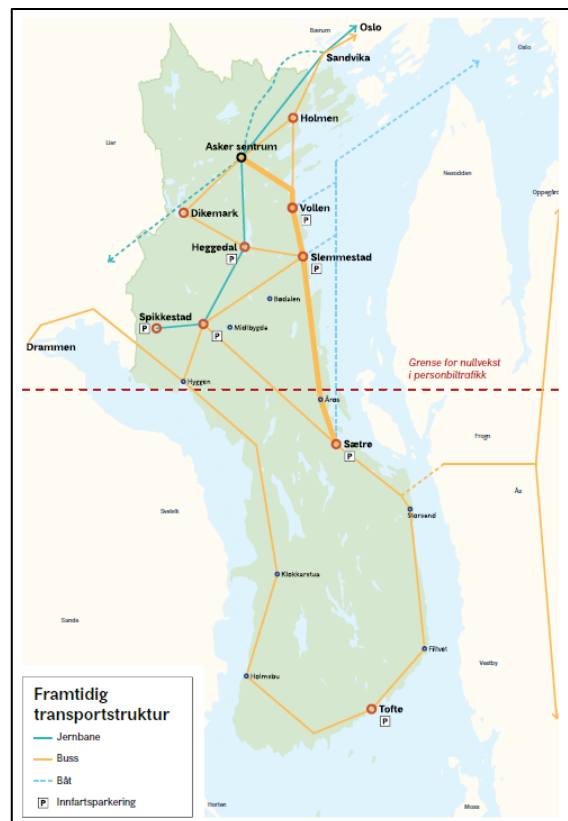 Bærum
Oslo
Sandvika
Oslo
Holmen
Lier
Asker sentrum
Nesodden
Oppegård
Dikemark
Vollen
P
Heggedal
P
Slemmestad
P
Bødalen
Spikkestad
P
Midtbygda
P
Drammen
Grense for nullvekst
i personbiltrafikk
Hyggen
Åros
Sætre
P
Frogn
Ås
Svelvik
Storsand
Klokkarstua
Sande
Filtvet
Vestby
Holmsbu
Tofte
P
Framtidig
transportstruktur
Jernbane
Buss
Båt
P Innfartsparkering
Horten
Moss